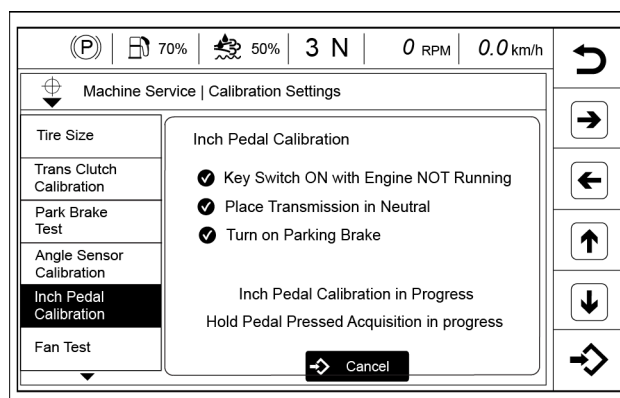 (P) 70% 50% 3 N 0 RPM 0.0 km/h
Machine Service | Calibration Settings
Tire Size
Trans Clutch
Calibration
Park Brake
Test
Angle Sensor
Calibration
Inch Pedal
Calibration
Fan Test
Inch Pedal Calibration
Key Switch ON with Engine NOT Running
Place Transmission in Neutral
Turn on Parking Brake
Inch Pedal Calibration in Progress
Hold Pedal Pressed Acquisition in progress
Cancel